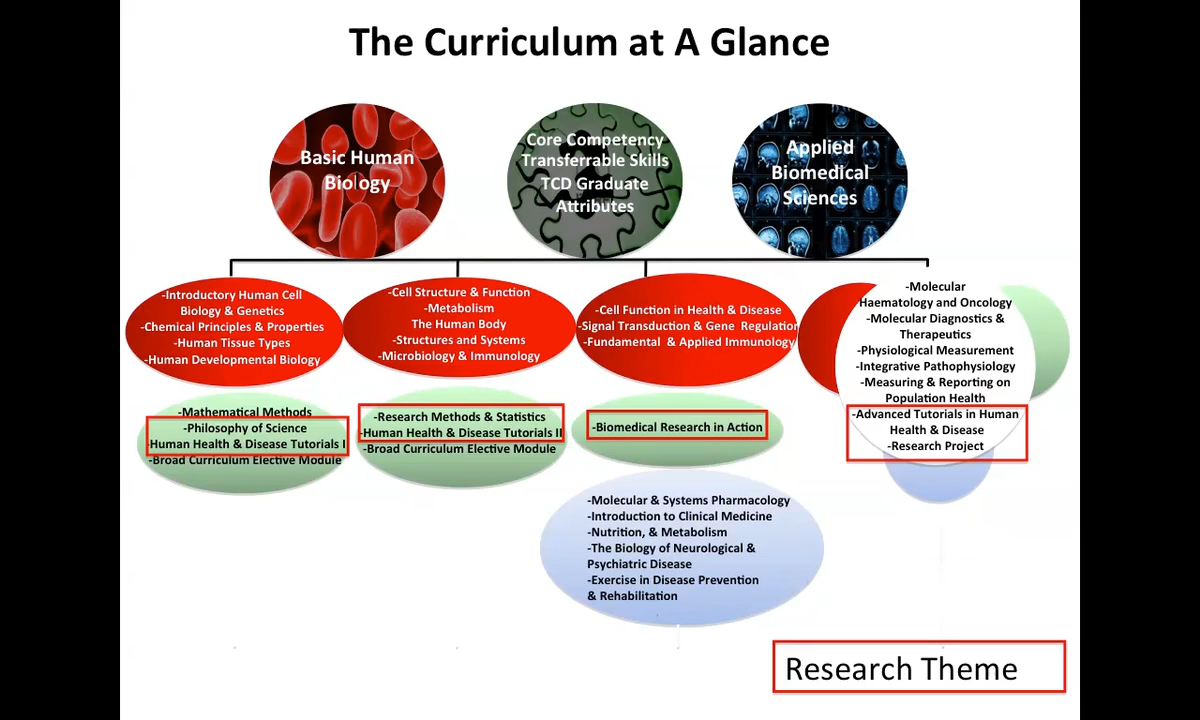 The Curriculum at A Glance
Basic Human
Biology
Core Competency
Transferrable Skills
TCD Graduate
Attributes
Applied
Biomedical
Sciences
-Introductory Human Cell
Biology & Genetics
-Chemical Principles & Properties
-Human Tissue Types
-Human Developmental Biology
-Cell Structure & Function
-Metabolism
The Human Body
-Structures and Systems
-Microbiology & Immunology
-Cell Function in Health & Disease
-Signal Transduction & Gene Regulation
-Fundamental & Applied Immunology
-Molecular
Haematology and Oncology
-Molecular Diagnostics &
Therapeutics
-Physiological Measurement
-Integrative Pathophysiology
-Measuring & Reporting on
Population Health
-Advanced Tutorials in Human
Health & Disease
-Research Project
-Mathematical Methods
-Philosophy of Science
-Human Health & Disease Tutorials I
-Broad Curriculum Elective Module
-Research Methods & Statistics
-Human Health & Disease Tutorials II
-Broad Curriculum Elective Module
-Biomedical Research in Action
-Molecular & Systems Pharmacology
-Introduction to Clinical Medicine
-Nutrition, & Metabolism
-The Biology of Neurological &
Psychiatric Disease
-Exercise in Disease Prevention
& Rehabilitation
Research Theme